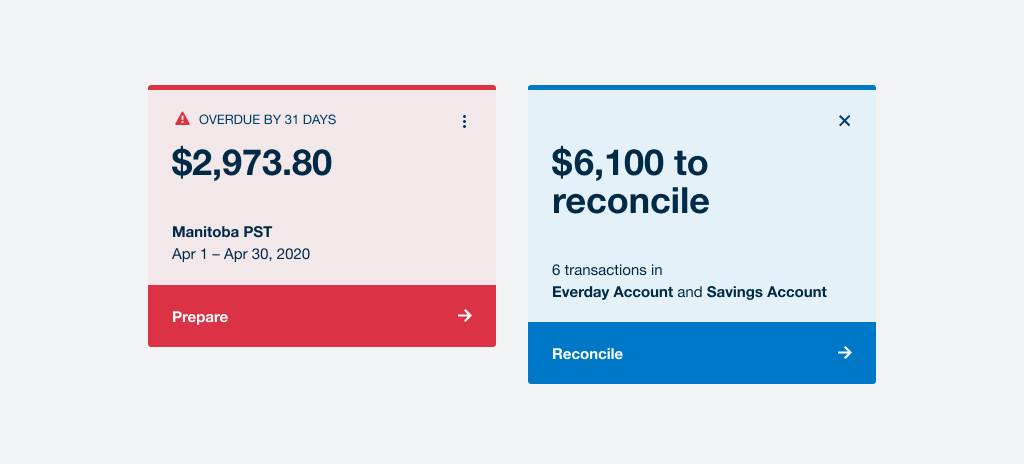 OVERDUE BY 31 DAYS
$2,973.80
Manitoba PST
Apr 1 – Apr 30, 2020
Prepare
$6,100 to
reconcile
6 transactions in
Everday Account and Savings Account
Reconcile